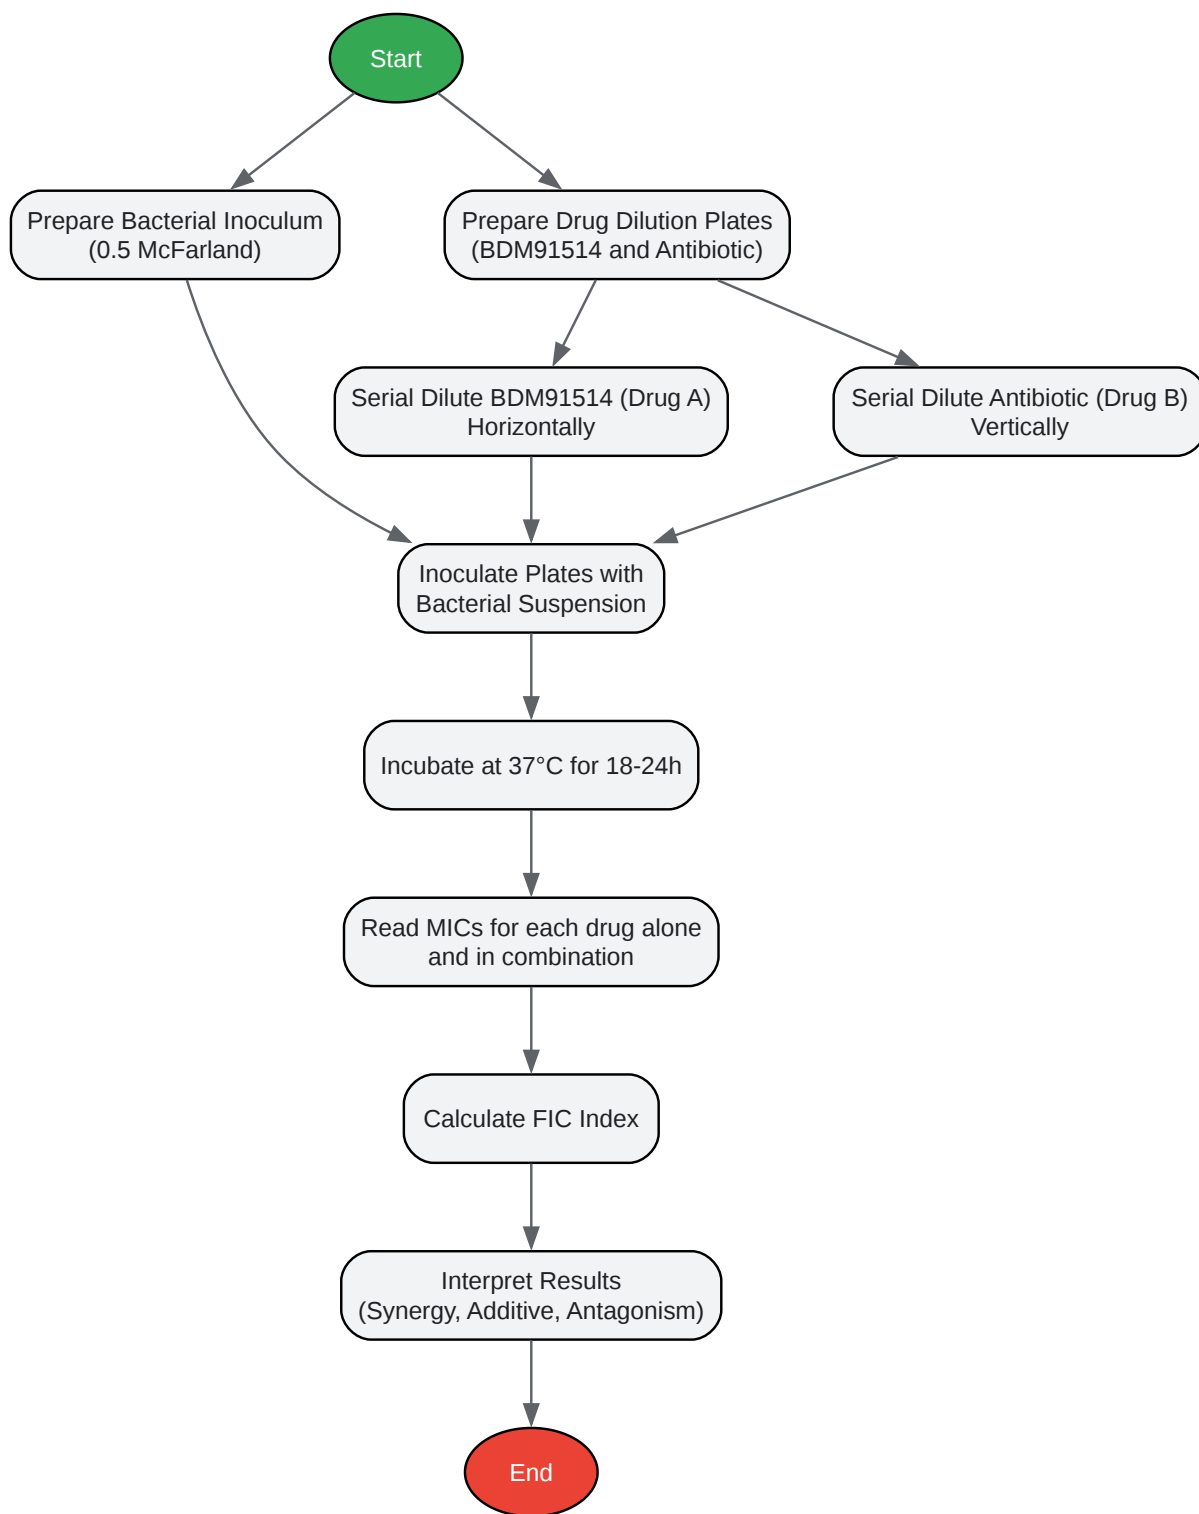 Start
Prepare Bacterial Inoculum
(0.5 McFarland)
Prepare Drug Dilution Plates
(BDM91514 and Antibiotic)
Serial Dilute BDM91514 (Drug A)
Horizontally
Serial Dilute Antibiotic (Drug B)
Vertically
Inoculate Plates with
Bacterial Suspension
Incubate at 37°C for 18-24h
Read MICs for each drug alone
and in combination
Calculate FIC Index
Interpret Results
(Synergy, Additive, Antagonism)
End